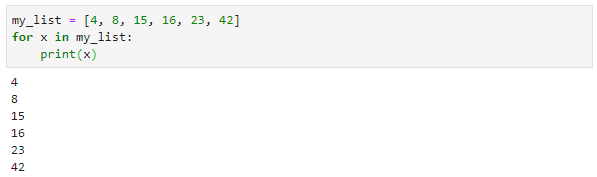 my_list = [4, 8, 15, 16, 23, 42]
for x in my_list:
    print(x)
4
8
15
16
23
42